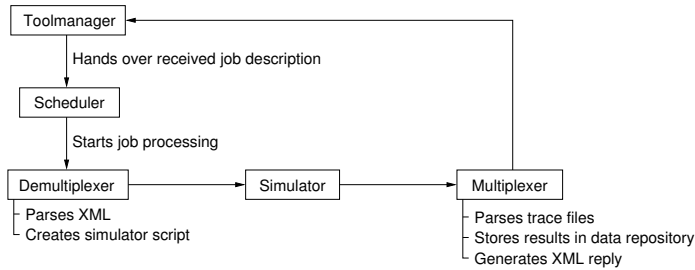 Toolmanager
Hands over received job description
Scheduler
Starts job processing
Demultiplexer
Simulator
Multiplexer
Parses XML
Creates simulator script
Parses trace files
Stores results in data repository
Generates XML reply